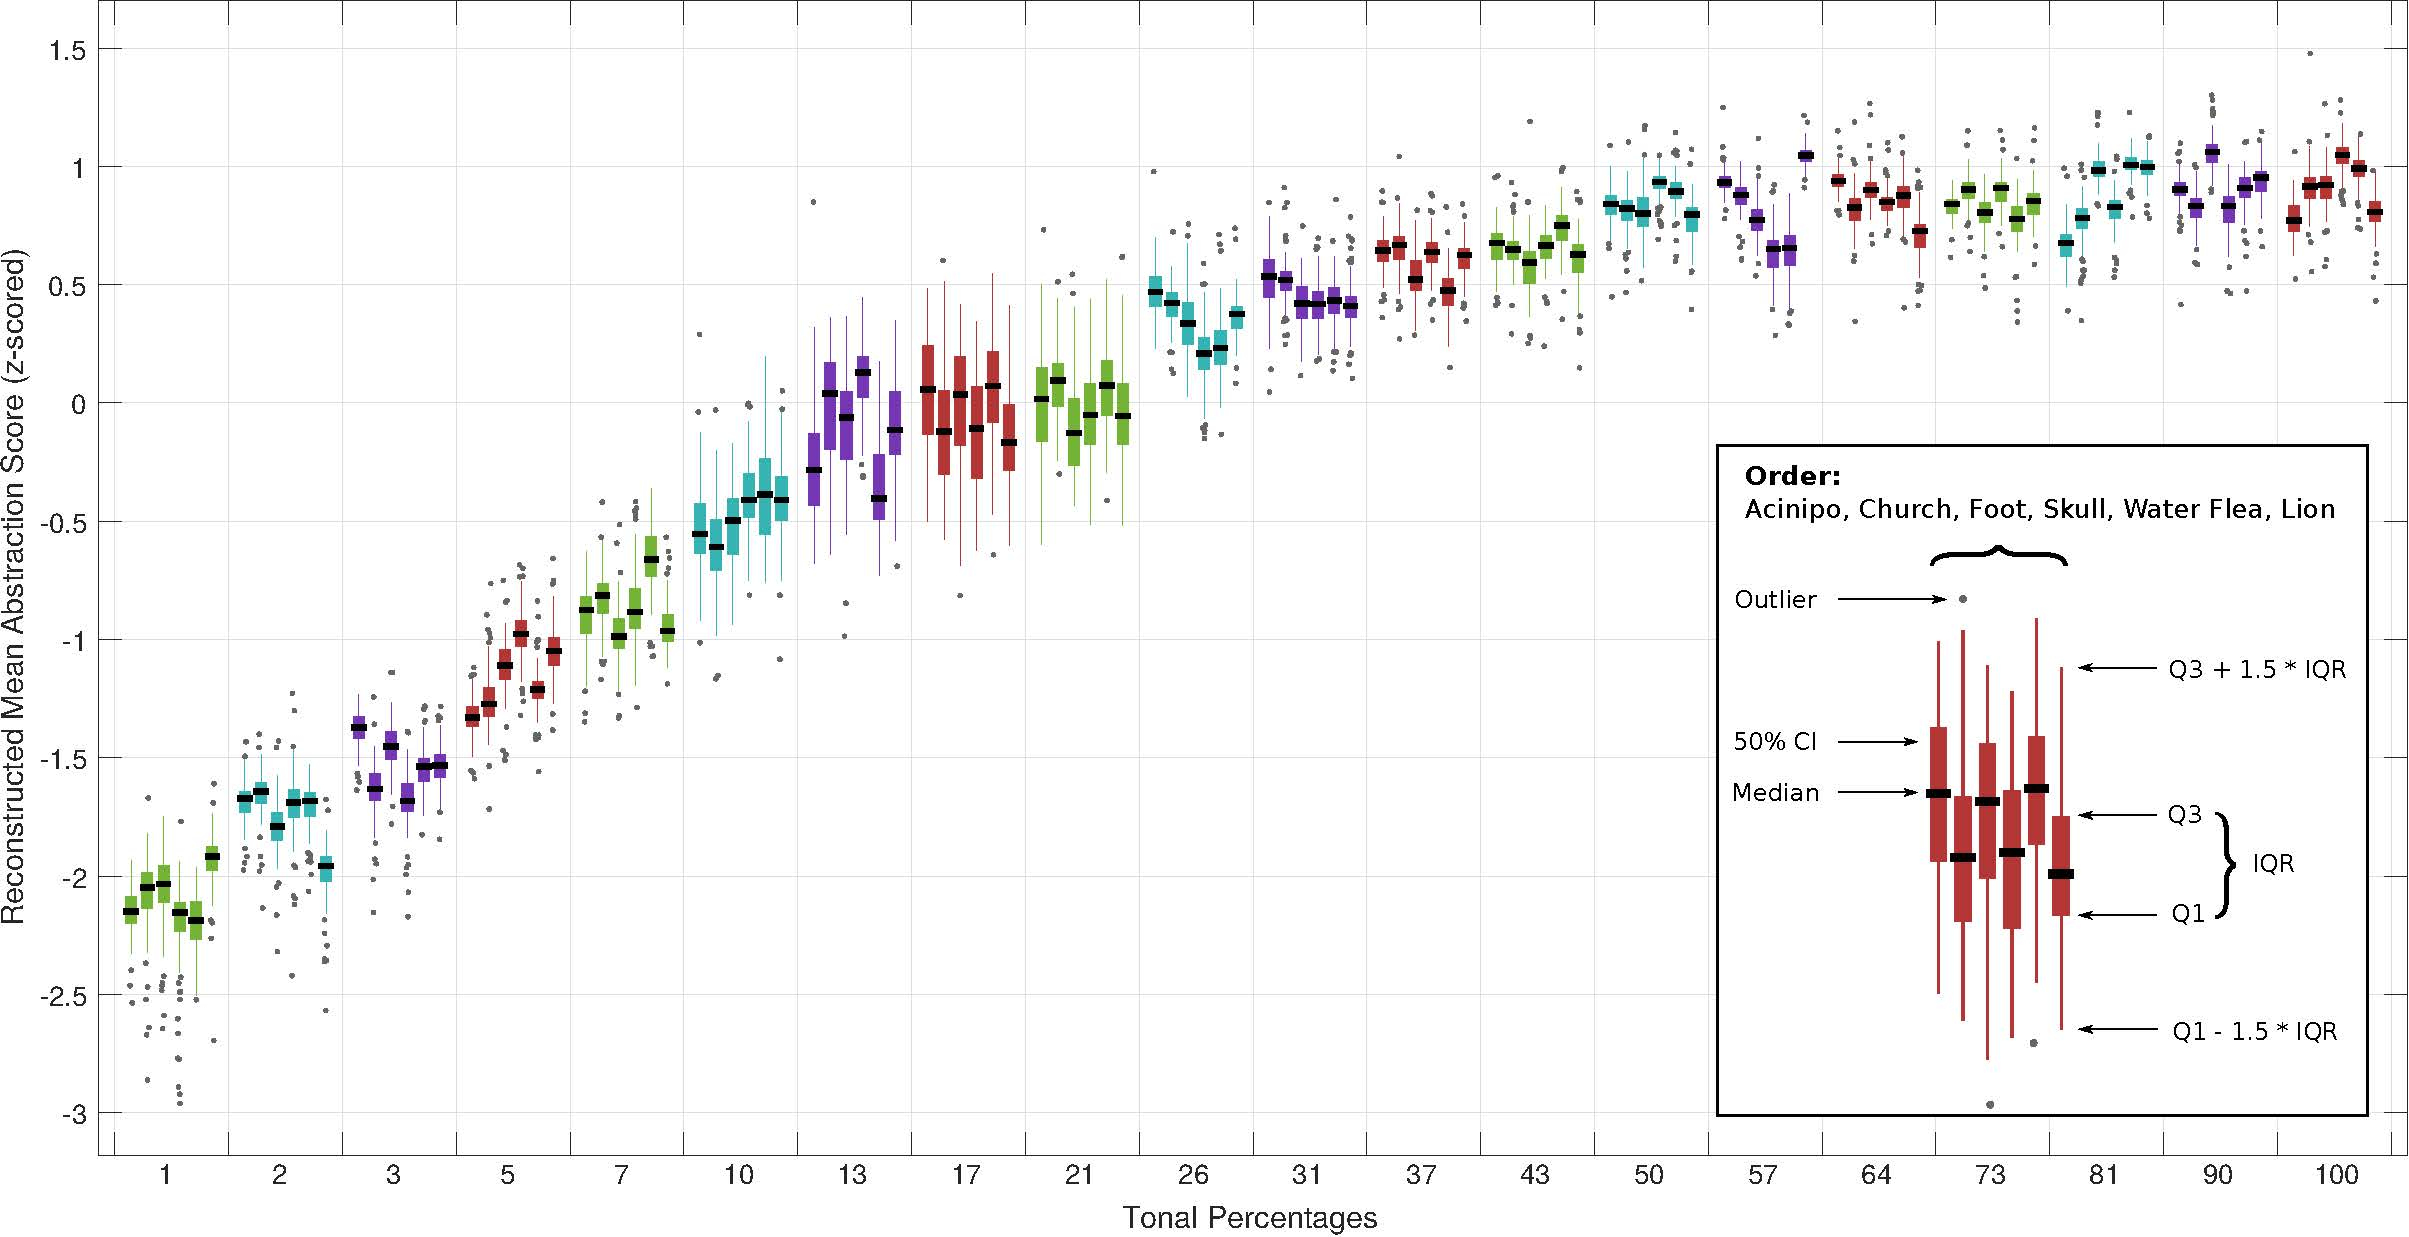 Reconstructed Mean Abstraction Score (z-scored)
1.5
1
0.5
0
-0.5
-1
-1.5
-2
-2.5
-3
Order:
Acinipo, Church, Foot, Skull, Water Flea, Lion
Outlier
Q3 + 1.5 * IQR
50% CI
Median
Q3
IQR
Q1
Q1 - 1.5 * IQR
1 2 3 5 7 10 13 17 21 26 31 37 43 50 57 64 73 81 90 100
Tonal Percentages